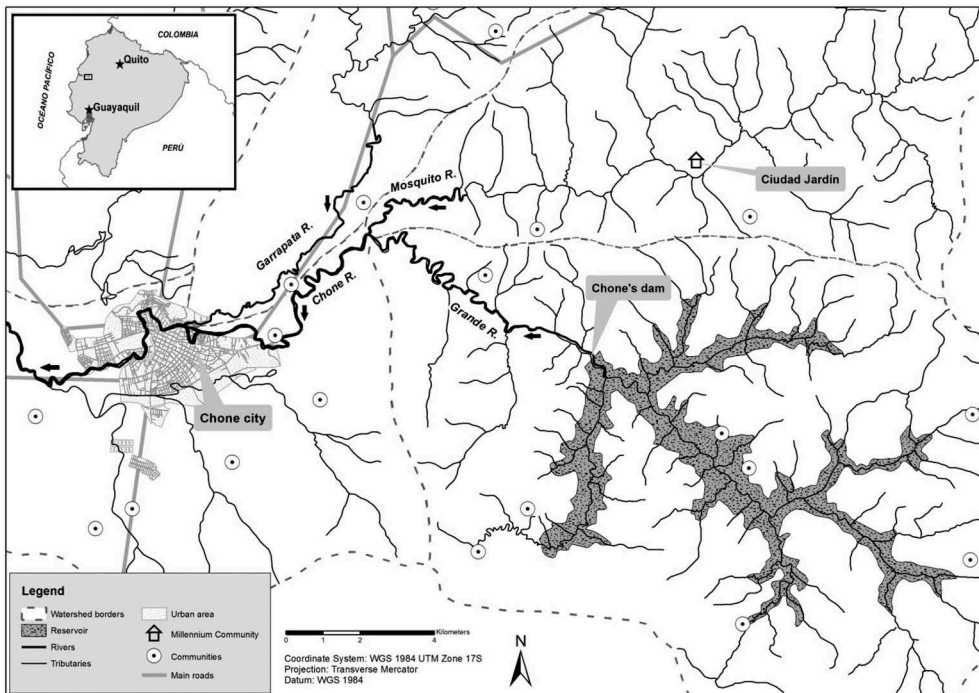 COLOMBIA
Quito
OCÉANO PACÍFICO
Guayaquil
PERÙ
Mosquito R.
Ciudad Jardín
Garrapata R.
Chone R.
Chone's dam
Grande R.
Chone city
Legend
Watershed borders
Reservoir
Rivers
Tributaries
Urban area
Millennium Community
Communities
Main roads
0 1 2 4 Kilometers
Coordinate System: WGS 1984 UTM Zone 17S
Projection: Transverse Mercator
Datum: WGS 1984
N